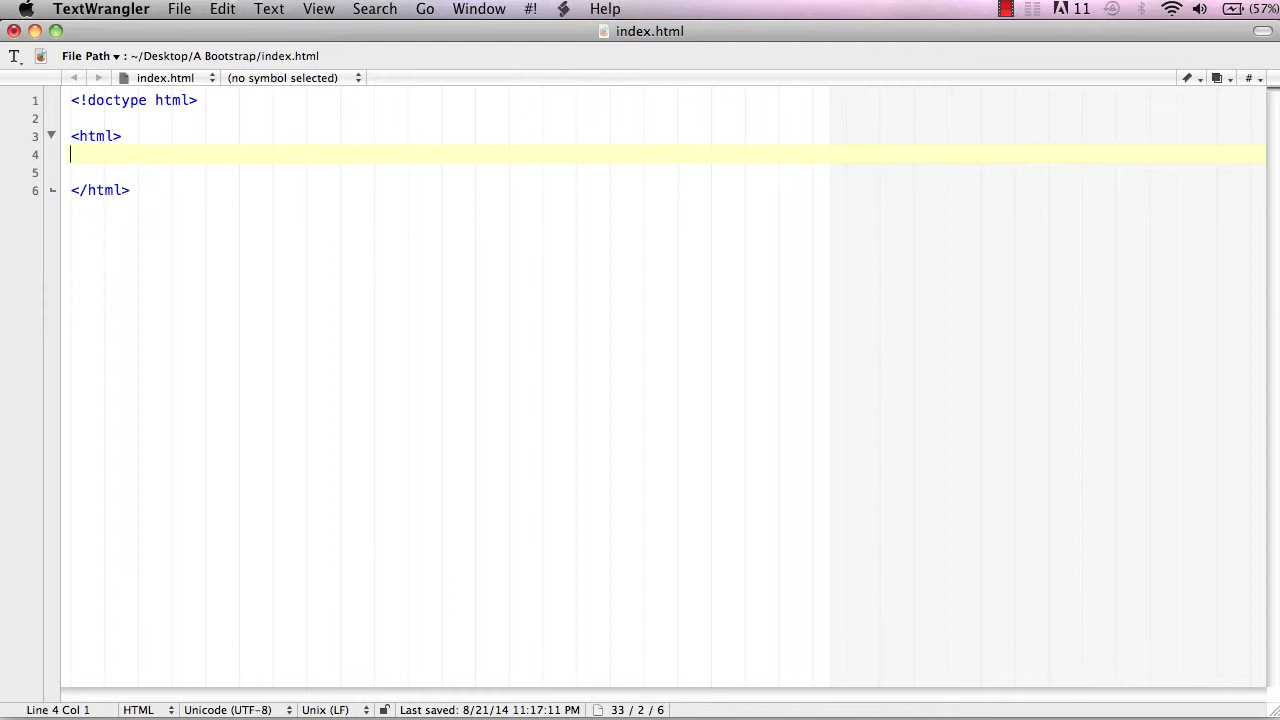 TextWrangler File Edit Text View Search Go Window #! Help 11 (57%)
index.html
File Path : ~/Desktop/A Bootstrap/index.html
index.html (no symbol selected) #
1 <!doctype html>
2
3 <html>
4
5
6 </html>
Line 4 Col 1 HTML Unicode (UTF-8) Unix (LF) Last saved: 8/21/14 11:17:11 PM 33 / 2 / 6